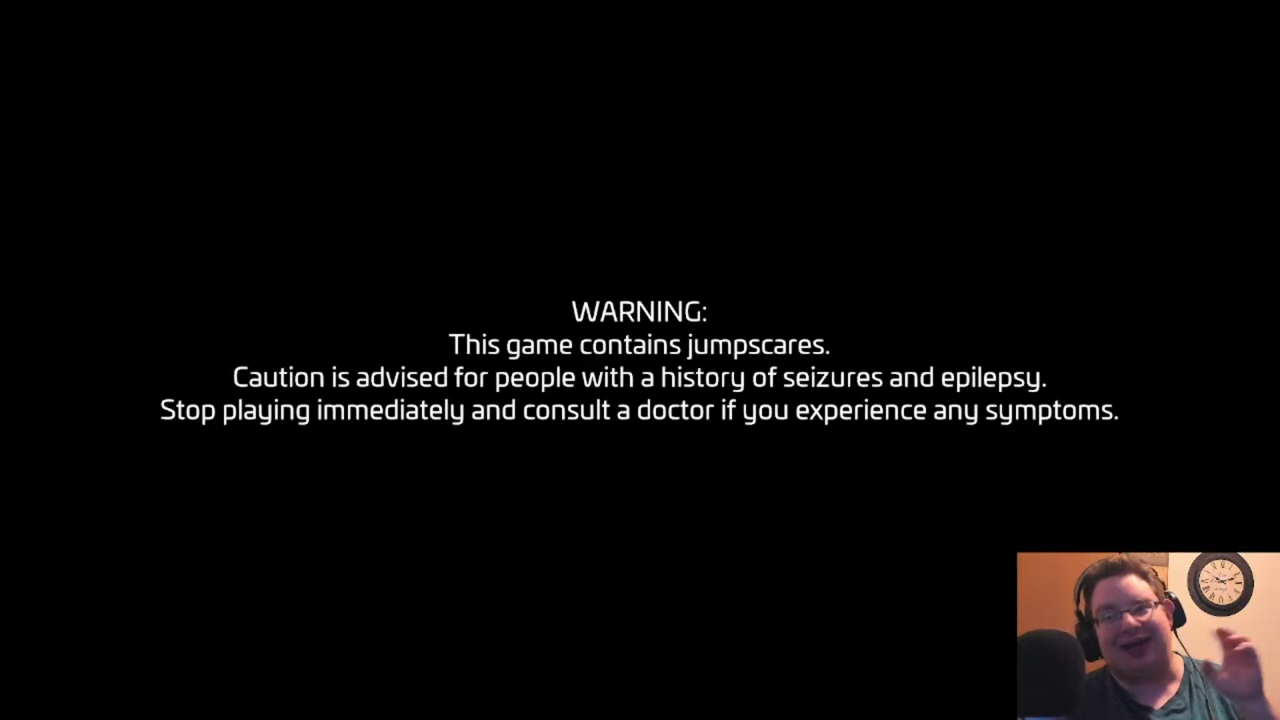 WARNING:
This game contains jumpscares.
Caution is advised for people with a history of seizures and epilepsy.
Stop playing immediately and consult a doctor if you experience any symptoms.